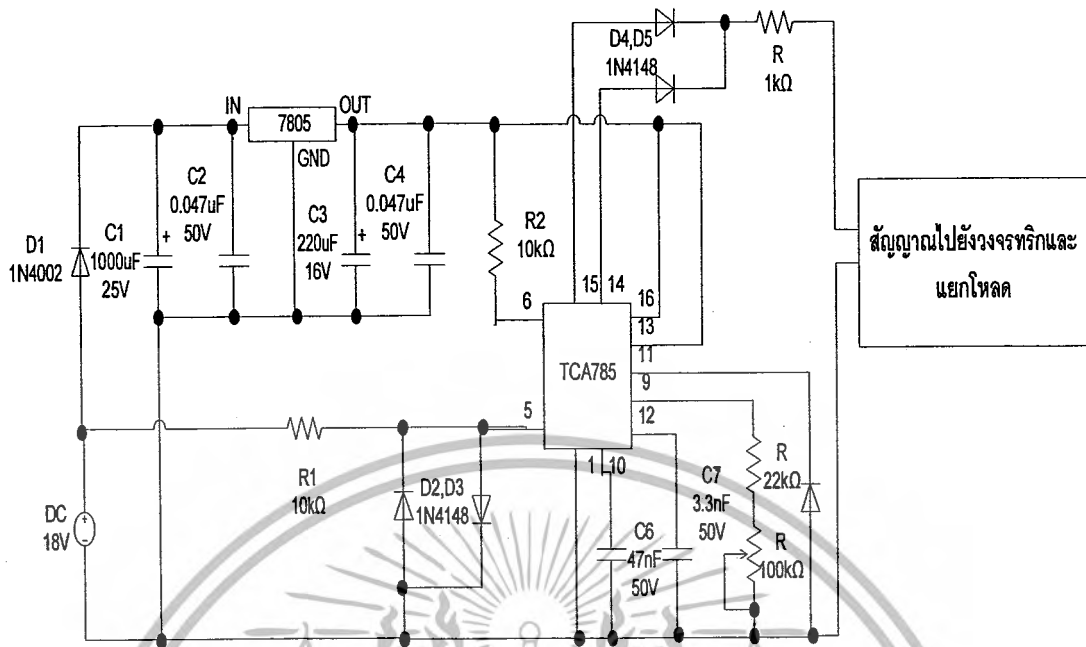 D4,D5
1N4148
R
1kΩ
IN
7805
OUT
GND
C2
0.047uF
50V
C4
0.047uF
50V
C3
220uF
16V
+
D1
1N4002
C1
1000uF
25V
+
R2
10kΩ
สัญญาณไปยังวงจรทริกและ
แยกโหลด
15
14
6
16
13
11
9
12
TCA785
5
1
10
R1
10kΩ
D2,D3
1N4148
C7
3.3nF
50V
R
22kΩ
R
100kΩ
C6
47nF
50V
DC
18V
+
-